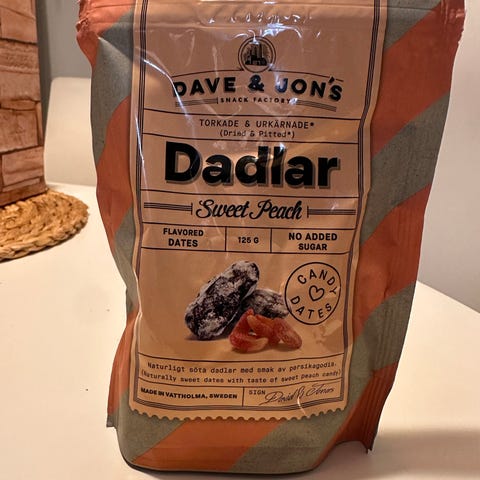 DAVE & JON'S
SNACK FACTORY
TORKADE & URKÄRNADE*
(Dried & Pitted*)
Dadlar
Sweet Peach
FLAVORED
DATES
125 G
NO ADDED
SUGAR
CANDY
DATES
Naturligt söta dadlar med smak av persikagodis.
(Naturally sweet dates with taste of sweet peach candy)
MADE IN VATTHOLMA, SWEDEN
SIGN